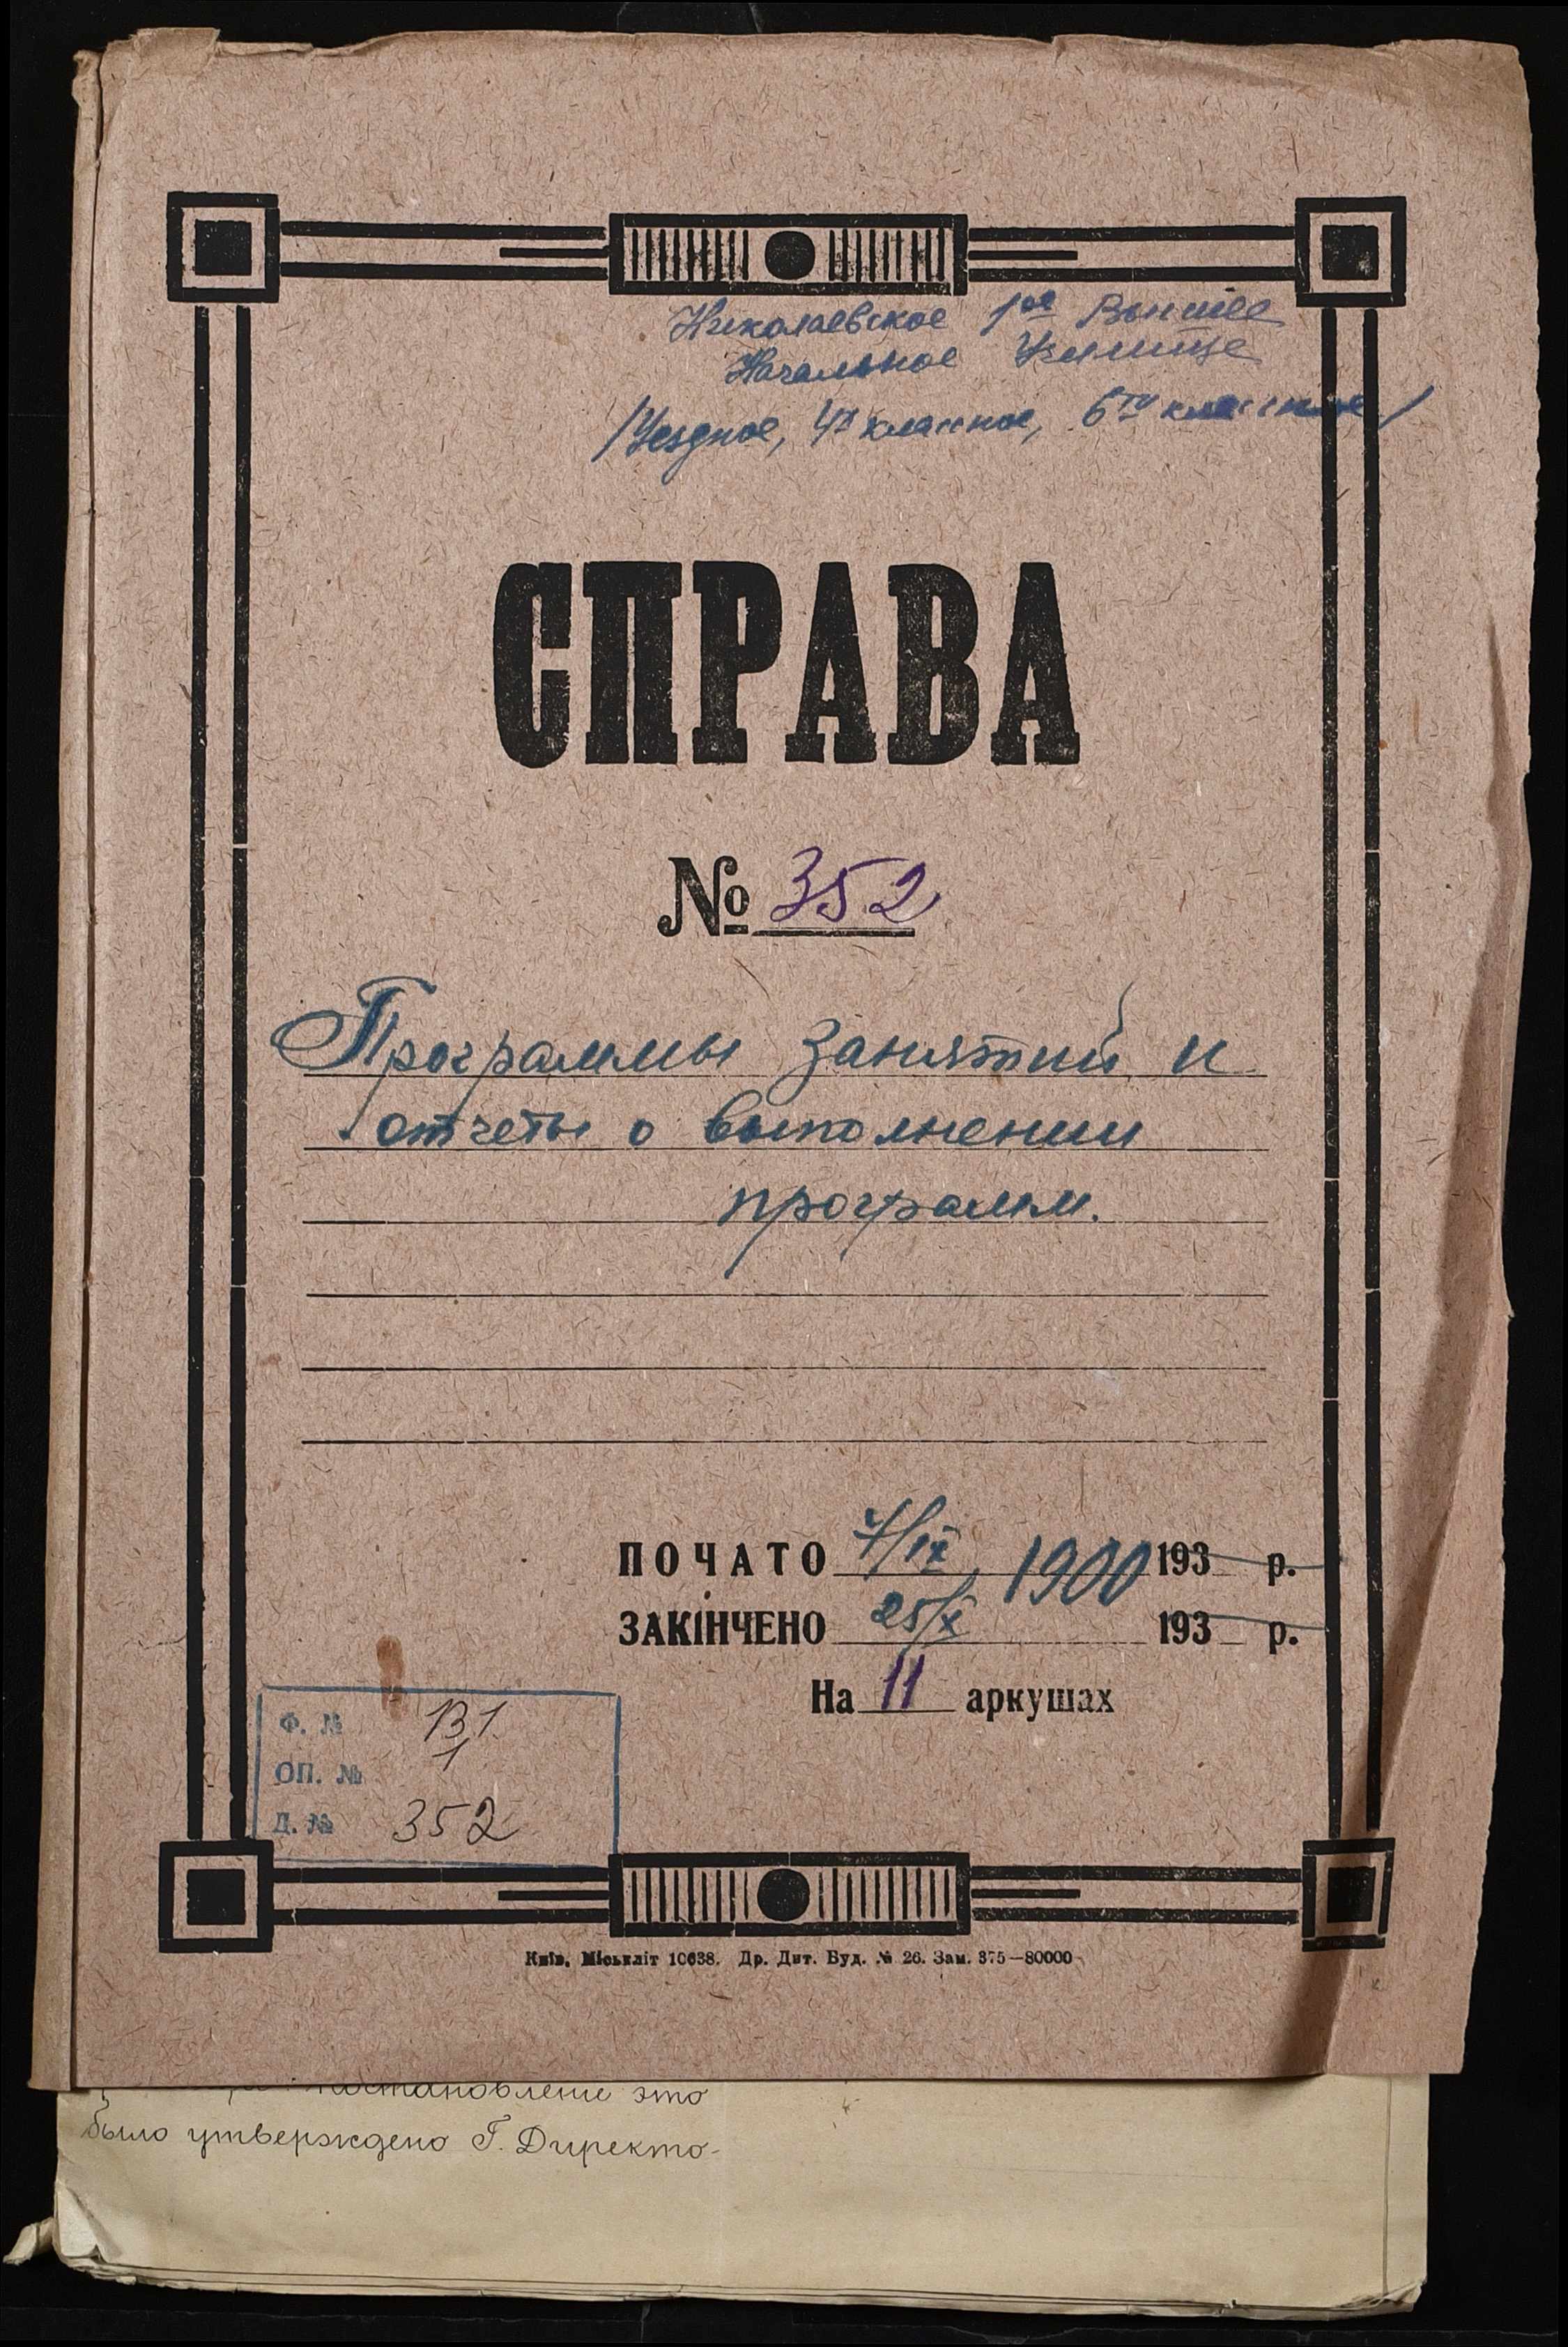 Николаевское 1ое Высшее
Начальное Училище
/Уездное, 4х классное, 6ти классное/
СПРАВА
№ 352
Программы занятий и
отчеты о выполнении
программ.
ПОЧАТО 4/IX 1900 193 р.
ЗАКІНЧЕНО 25/X 193 р.
На 11 аркушах
Ф. № 131
ОП. № 1
Д. № 352
Київ. Міськліт 10638. Др. Дит. Буд. № 26. Зам. 375—80000
постановление это
было утверждено Г. Директо-